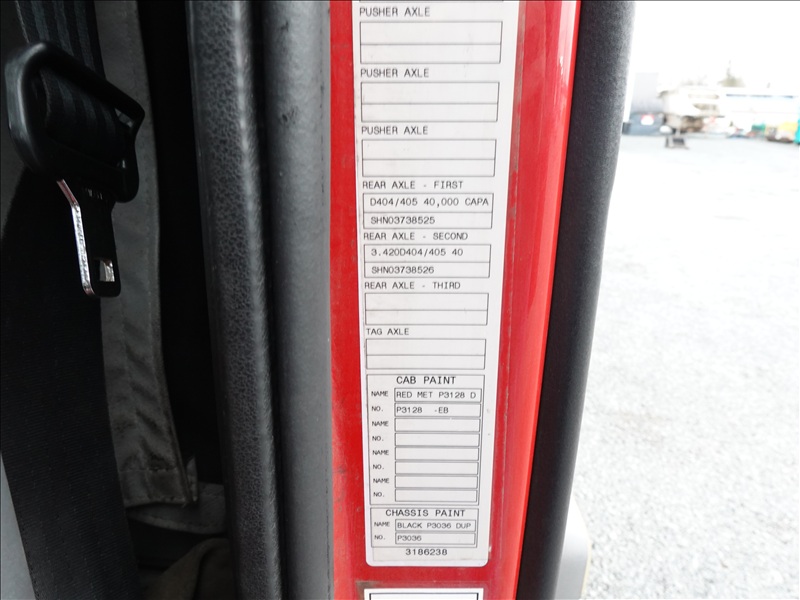 PUSHER AXLE
PUSHER AXLE
PUSHER AXLE
REAR AXLE - FIRST
D404/405 40,000 CAPA
SHN03738525
REAR AXLE - SECOND
3.420D404/405 40
SHN03738526
REAR AXLE - THIRD
TAG AXLE
CAB PAINT
NAME RED MET P3128 D
NO. P3128 -EB
NAME
NO.
NAME
NO.
NAME
NO.
CHASSIS PAINT
NAME BLACK P3036 DUP
NO. P3036
3186238